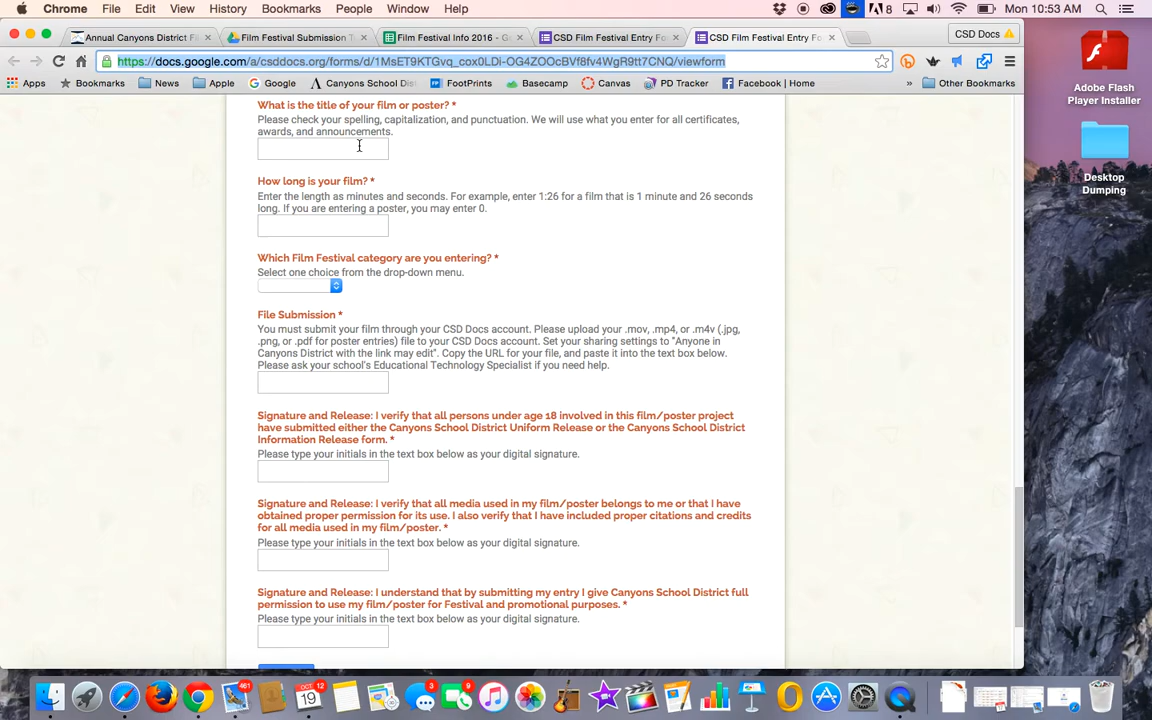 Chrome File Edit View History Bookmarks People Window Help 8 Mon 10:53 AM
Annual Canyons District Fi Film Festival Submission T Film Festival Info 2016 - G CSD Film Festival Entry Fo CSD Film Festival Entry Fo CSD Docs
https://docs.google.com/a/csddocs.org/forms/d/1MsET9KTGvq_cox0LDi-OG4ZOOcBVf8fv4WgR9tt7CNQ/viewform
Apps Bookmarks News Apple Google Canyons School Dist FootPrints Basecamp Canvas PD Tracker Facebook | Home » Other Bookmarks
What is the title of your film or poster? *
Please check your spelling, capitalization, and punctuation. We will use what you enter for all certificates,
awards, and announcements.
How long is your film? *
Enter the length as minutes and seconds. For example, enter 1:26 for a film that is 1 minute and 26 seconds
long. If you are entering a poster, you may enter 0.
Which Film Festival category are you entering? *
Select one choice from the drop-down menu.
File Submission *
You must submit your film through your CSD Docs account. Please upload your .mov, .mp4, or .m4v (.jpg,
.png, or .pdf for poster entries) file to your CSD Docs account. Set your sharing settings to "Anyone in
Canyons District with the link may edit". Copy the URL for your file, and paste it into the text box below.
Please ask your school's Educational Technology Specialist if you need help.
Signature and Release: I verify that all persons under age 18 involved in this film/poster project
have submitted either the Canyons School District Uniform Release or the Canyons School District
Information Release form. *
Please type your initials in the text box below as your digital signature.
Signature and Release: I verify that all media used in my film/poster belongs to me or that I have
obtained proper permission for its use. I also verify that I have included proper citations and credits
for all media used in my film/poster. *
Please type your initials in the text box below as your digital signature.
Signature and Release: I understand that by submitting my entry I give Canyons School District full
permission to use my film/poster for Festival and promotional purposes. *
Please type your initials in the text box below as your digital signature.
Adobe Flash
Player Installer
Desktop
Dumping
461 OCT 19 12 3 9